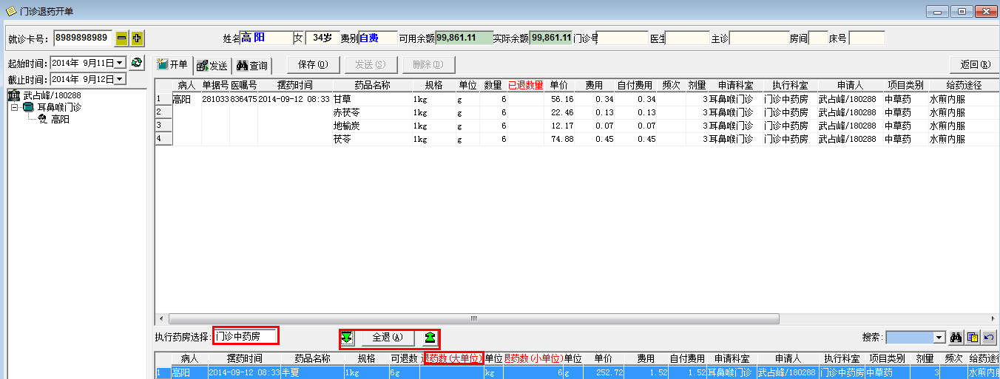 门诊退药开单
就诊卡号: 8989898989 姓名 高阳 女 34岁 费别 自费 可用余额 99,861.11 实际余额 99,861.11 门诊号 医生 主诊 房间 床号
起始时间: 2014年 9月11日 开单 发送 查询 保存(O) 发送(S) 删除(D) 返回(R)
截止时间: 2014年 9月12日
武占峰/180288
耳鼻喉门诊
高阳
病人 单据号 医嘱号 摆药时间 药品名称 规格 单位 数量 已退数量 单价 费用 自付费用 频次 剂量 申请科室 执行科室 申请人 项目类别 给药途径
1 高阳 281033 836475 2014-09-12 08:33 甘草 1kg g 6 56.16 0.34 0.34 3 耳鼻喉门诊 门诊中药房 武占峰/180288 中草药 水煎内服
2 赤茯苓 1kg g 6 22.46 0.13 0.13 3 耳鼻喉门诊 门诊中药房 武占峰/180288 中草药 水煎内服
3 地榆炭 1kg g 6 12.17 0.07 0.07 3 耳鼻喉门诊 门诊中药房 武占峰/180288 中草药 水煎内服
4 茯苓 1kg g 6 74.88 0.45 0.45 3 耳鼻喉门诊 门诊中药房 武占峰/180288 中草药 水煎内服
执行药房选择: 门诊中药房 全退(A) 搜索:
病人 摆药时间 药品名称 规格 可退数 退药数(大单位) 单位 退药数(小单位) 单位 单价 费用 自付费用 申请科室 申请人 执行科室 项目类别 剂量 频次 给药途径
1 高阳 2014-09-12 08:33 半夏 1kg 6g kg 6 g 252.72 1.52 1.52 耳鼻喉门诊 武占峰/180288 门诊中药房 中草药 3 水煎内服